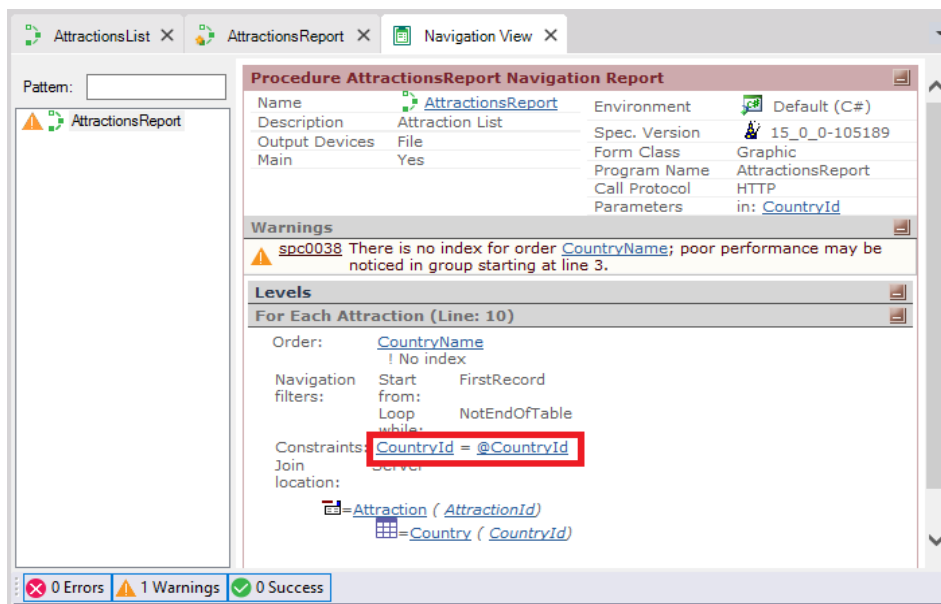 AttractionsList AttractionsReport Navigation View
Pattern:
AttractionsReport
Procedure AttractionsReport Navigation Report
Name AttractionsReport
Description Attraction List
Output Devices File
Main Yes
Environment Default (C#)
Spec. Version 15_0_0-105189
Form Class Graphic
Program Name AttractionsReport
Call Protocol HTTP
Parameters in: CountryId
Warnings
spc0038 There is no index for order CountryName; poor performance may be
noticed in group starting at line 3.
Levels
For Each Attraction (Line: 10)
Order: CountryName
! No index
Navigation Start FirstRecord
filters: from:
Loop NotEndOfTable
while:
Constraints: CountryId = @CountryId
Join Server
location:
=Attraction ( AttractionId)
=Country ( CountryId)
0 Errors 1 Warnings 0 Success